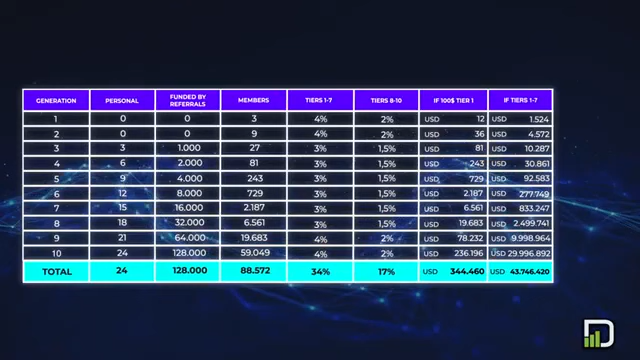 GENERATION PERSONAL FUNDED BY REFERRALS MEMBERS TIERS 1-7 TIERS 8-10 IF 100$ TIER 1 IF TIERS 1-7
1 0 0 3 4% 2% USD 12 USD 1.524
2 0 0 9 4% 2% USD 36 USD 4.572
3 3 1.000 27 3% 1,5% USD 81 USD 10.287
4 6 2.000 81 3% 1,5% USD 243 USD 30.861
5 9 4.000 243 3% 1,5% USD 729 USD 92.583
6 12 8.000 729 3% 1,5% USD 2.187 USD 277.749
7 15 16.000 2.187 3% 1,5% USD 6.561 USD 833.247
8 18 32.000 6.561 3% 1,5% USD 19.683 USD 2.499.741
9 21 64.000 19.683 4% 2% USD 78.232 USD 9.998.964
10 24 128.000 59.049 4% 2% USD 236.196 USD 29.996.892
TOTAL 24 128.000 88.572 34% 17% USD 344.460 USD 43.746.420